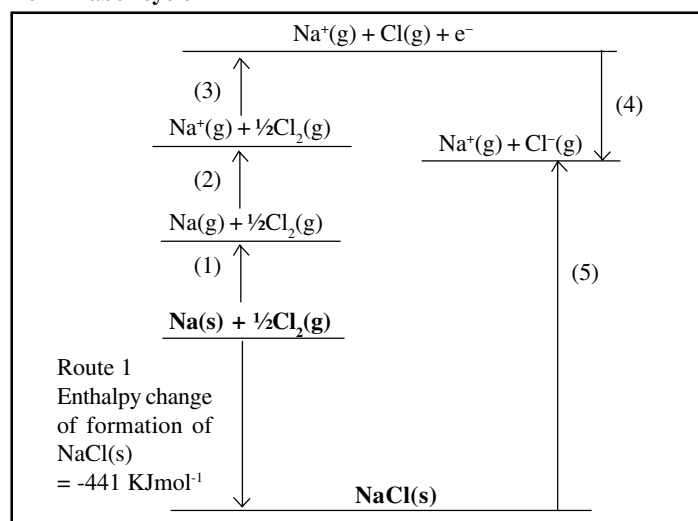 Na⁺(g) + Cl(g) + e⁻
(3)
(4)
Na⁺(g) + ½Cl₂(g)
Na⁺(g) + Cl⁻(g)
(2)
Na(g) + ½Cl₂(g)
(1)
(5)
Na(s) + ½Cl₂(g)
Route 1
Enthalpy change
of formation of
NaCl(s)
= -441 KJmol⁻¹
NaCl(s)